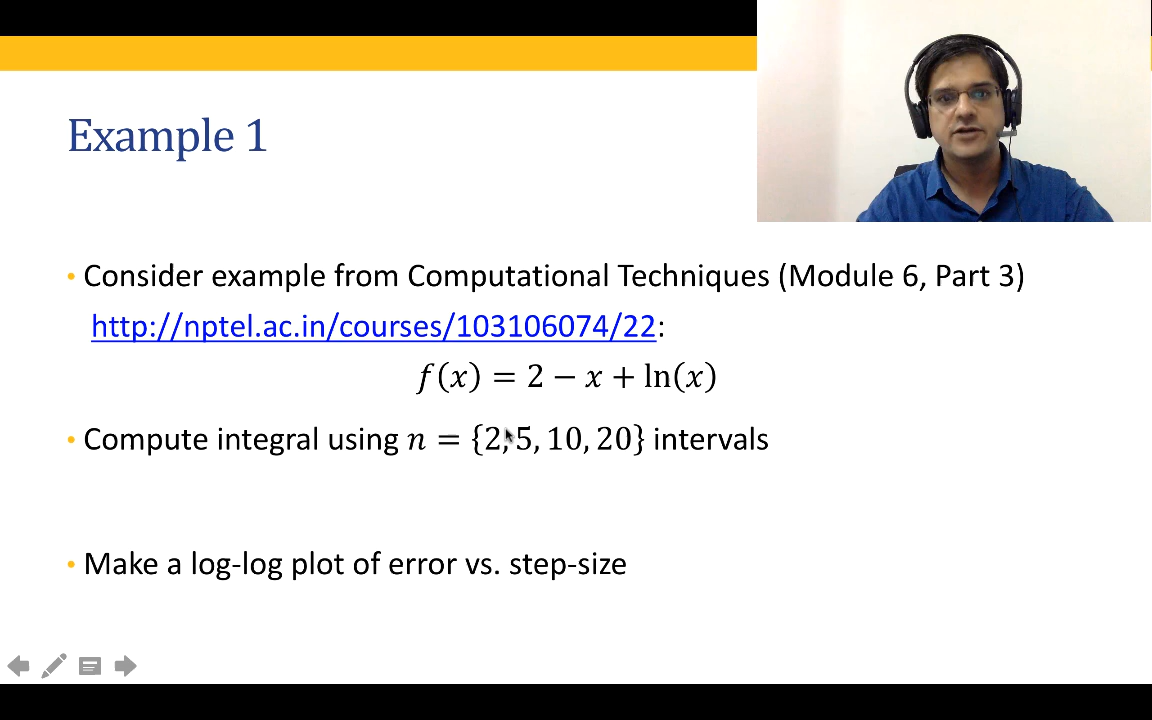 Example 1
• Consider example from Computational Techniques (Module 6, Part 3)
http://nptel.ac.in/courses/103106074/22:
f(x) = 2 − x + ln(x)
• Compute integral using n = {2, 5, 10, 20} intervals
• Make a log-log plot of error vs. step-size